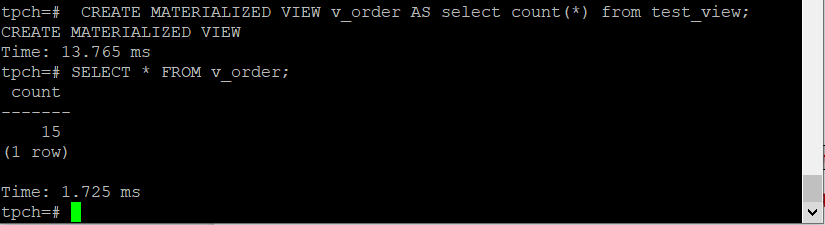 tpch=#  CREATE MATERIALIZED VIEW v_order AS select count(*) from test_view;
CREATE MATERIALIZED VIEW
Time: 13.765 ms
tpch=# SELECT * FROM v_order;
 count
-------
    15
(1 row)

Time: 1.725 ms
tpch=#